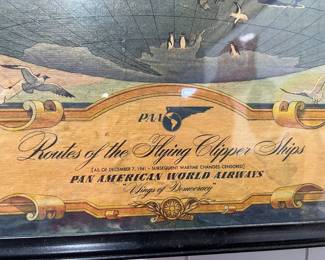 PAA
Routes of the Flying Clipper Ships
[AS OF DECEMBER 7, 1941 - SUBSEQUENT WARTIME CHANGES CENSORED]
PAN AMERICAN WORLD AIRWAYS
"Wings of Democracy"